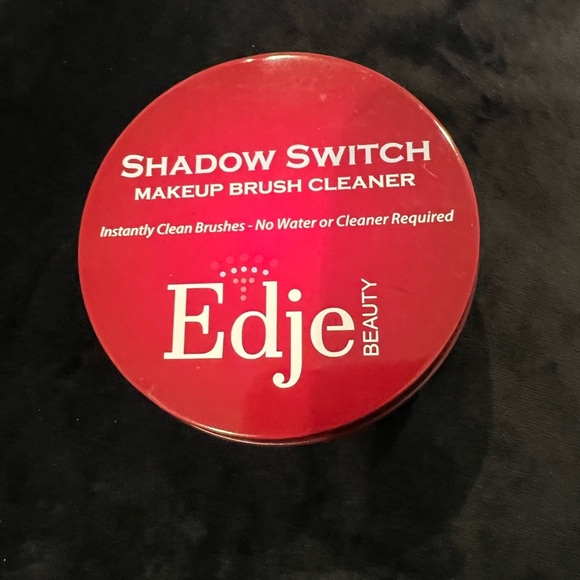 SHADOW SWITCH
MAKEUP BRUSH CLEANER
Instantly Clean Brushes - No Water or Cleaner Required
Edje
BEAUTY